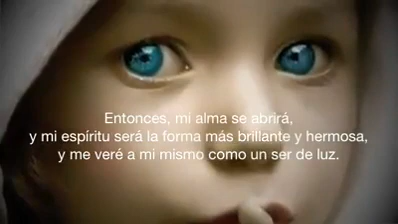 Entonces, mi alma se abrirá,
y mi espíritu será la forma más brillante y hermosa,
y me veré a mi mismo como un ser de luz.